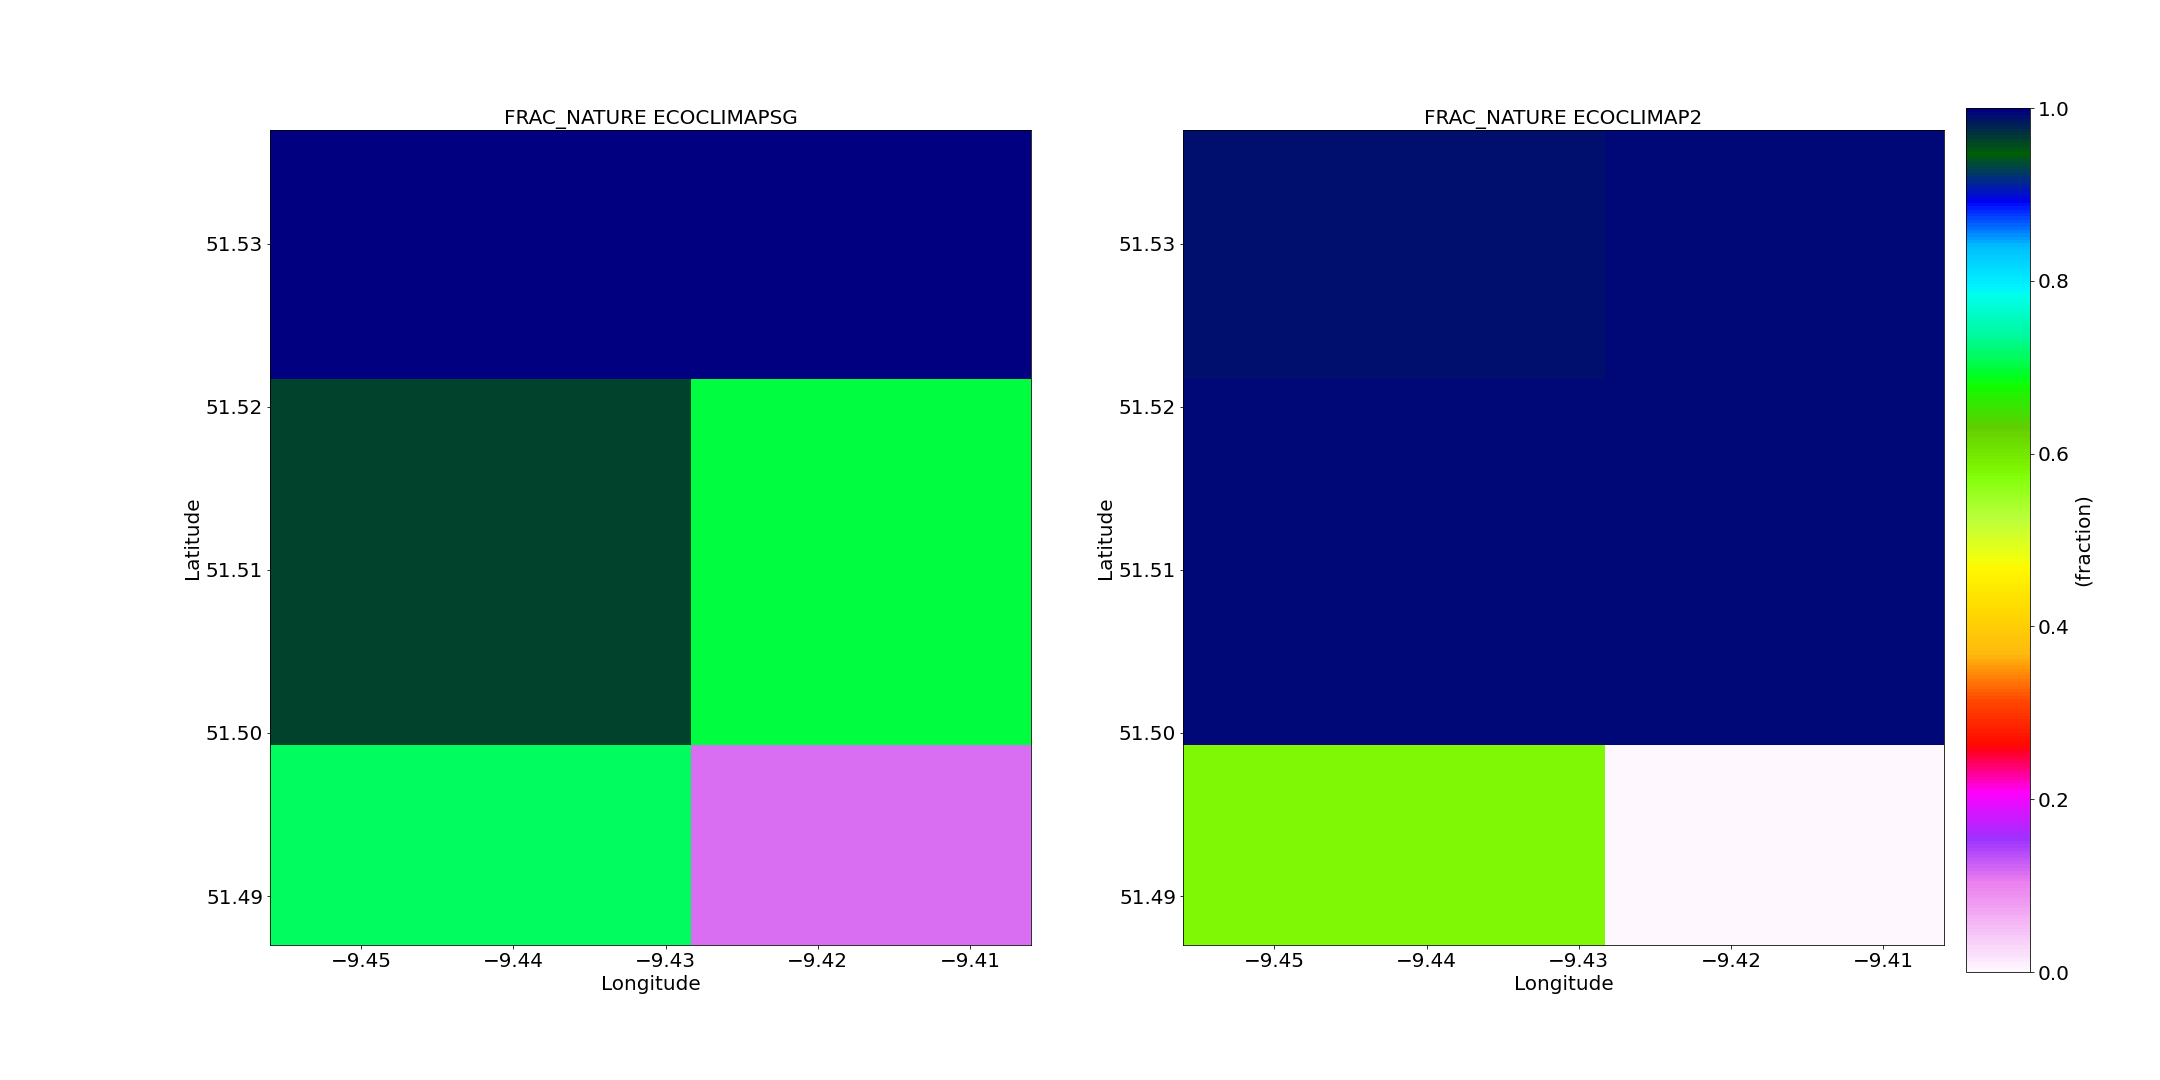 FRAC_NATURE ECOCLIMAPSG
51.53
51.52
51.51
51.50
51.49
Latitude
−9.45 −9.44 −9.43 −9.42 −9.41
Longitude
FRAC_NATURE ECOCLIMAP2
51.53
51.52
51.51
51.50
51.49
Latitude
−9.45 −9.44 −9.43 −9.42 −9.41
Longitude
1.0
0.8
0.6
0.4
0.2
0.0
(fraction)